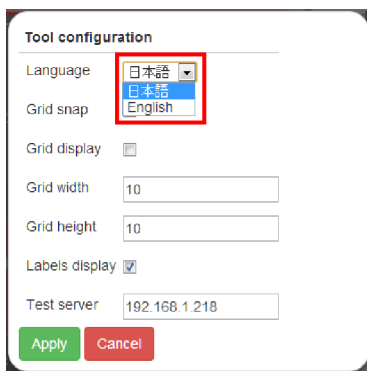 Tool configuration
Language 日本語
日本語
English
Grid snap
Grid display
Grid width 10
Grid height 10
Labels display
Test server 192.168.1.218
Apply Cancel